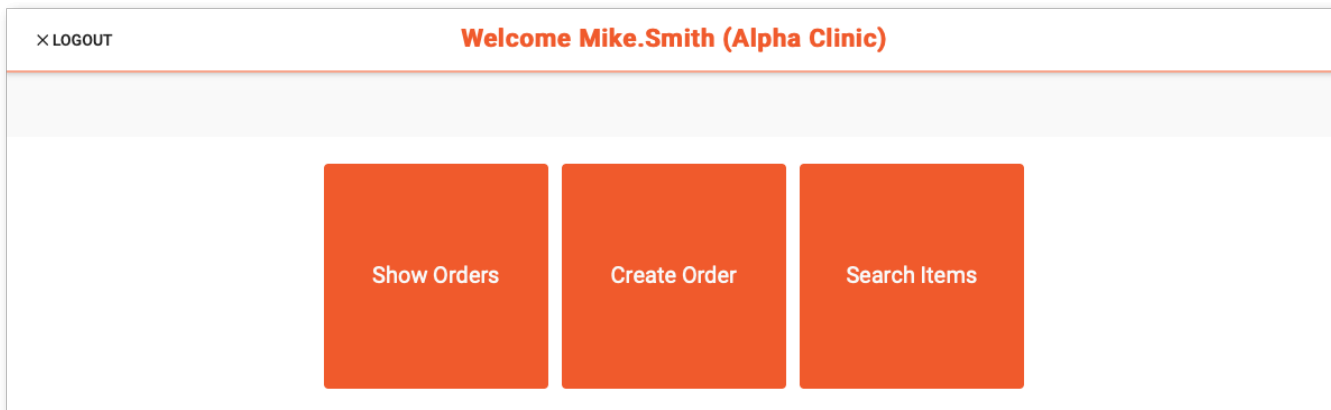 × LOGOUT
Welcome Mike.Smith (Alpha Clinic)
Show Orders
Create Order
Search Items